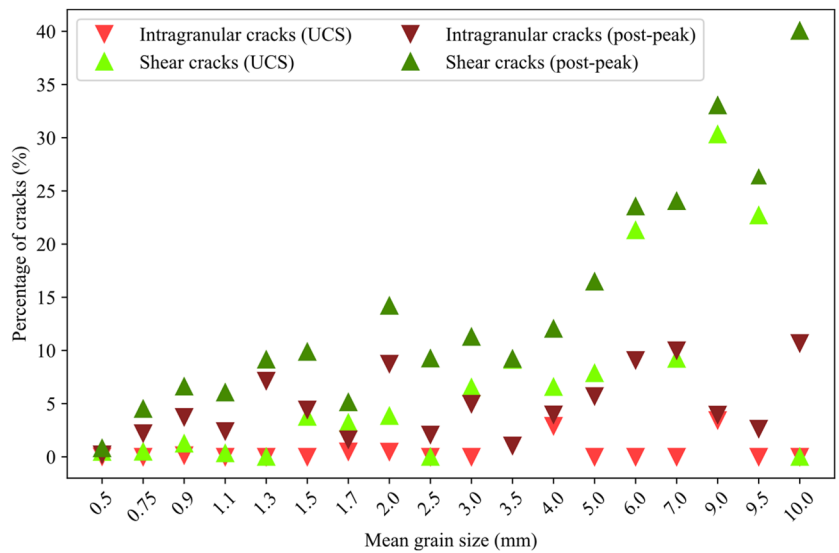 Intragranular cracks (UCS)
Shear cracks (UCS)
Intragranular cracks (post-peak)
Shear cracks (post-peak)
Percentage of cracks (%)
40
35
30
25
20
15
10
5
0
0.5 0.75 0.9 1.1 1.3 1.5 1.7 2.0 2.5 3.0 3.5 4.0 5.0 6.0 7.0 9.0 9.5 10.0
Mean grain size (mm)